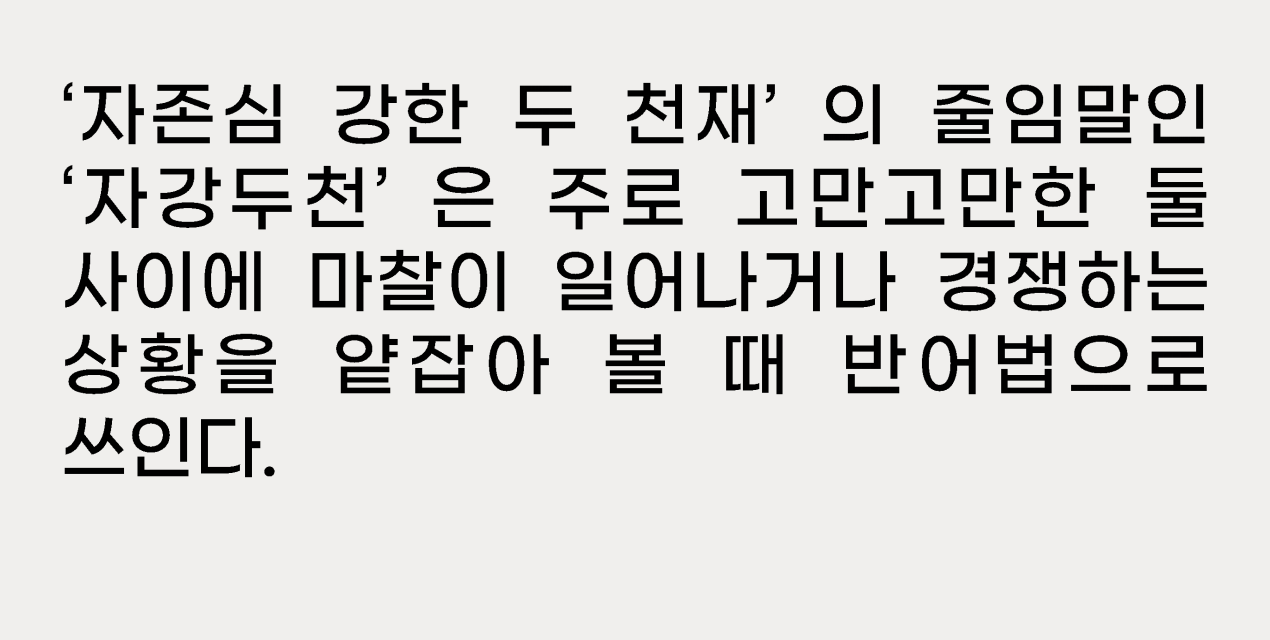 ‘자존심 강한 두 천재’ 의 줄임말인
‘자강두천’ 은 주로 고만고만한 둘
사이에 마찰이 일어나거나 경쟁하는
상황을 얕잡아 볼 때 반어법으로
쓰인다.